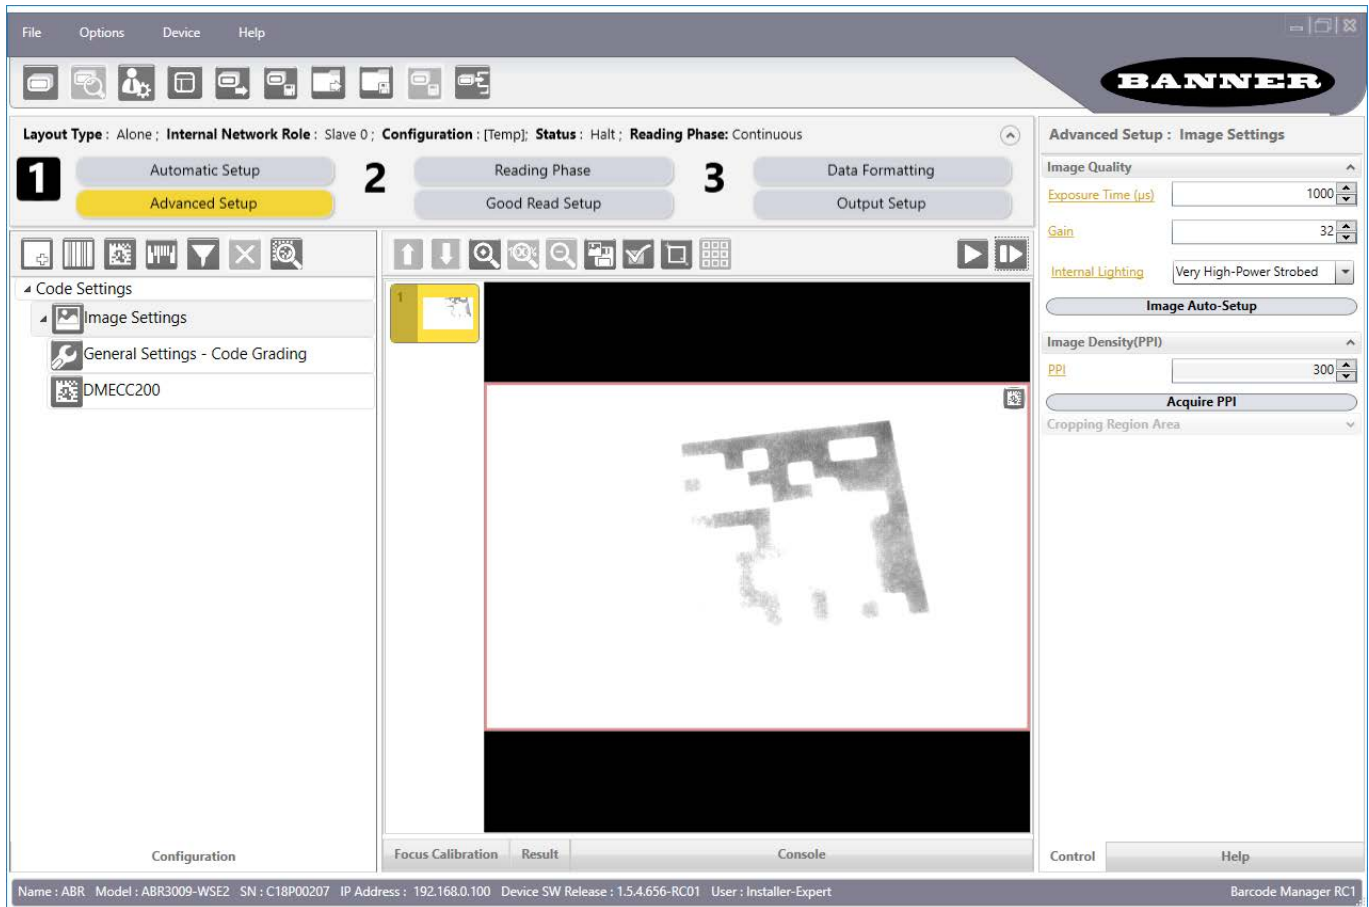 File Options Device Help
BANNER
Layout Type : Alone ; Internal Network Role : Slave 0 ; Configuration : [Temp]; Status : Halt ; Reading Phase: Continuous
1 Automatic Setup 2 Reading Phase 3 Data Formatting
Advanced Setup Good Read Setup Output Setup
Code Settings
Image Settings
General Settings - Code Grading
DMECC200
Configuration
100%
1
Focus Calibration Result Console
Advanced Setup : Image Settings
Image Quality
Exposure Time (µs) 1000
Gain 32
Internal Lighting Very High-Power Strobed
Image Auto-Setup
Image Density(PPI)
PPI 300
Acquire PPI
Cropping Region Area
Control Help
Name : ABR Model : ABR3009-WSE2 SN : C18P00207 IP Address : 192.168.0.100 Device SW Release : 1.5.4.656-RC01 User : Installer-Expert Barcode Manager RC1